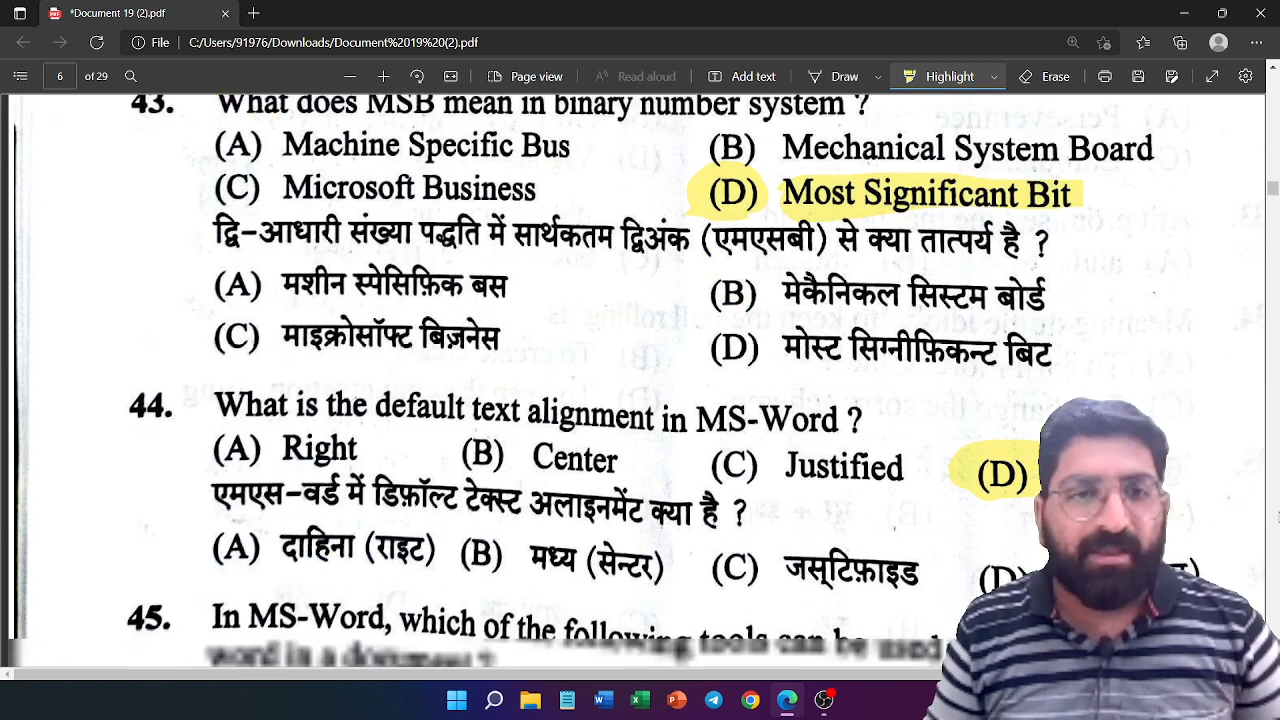 *Document 19 (2).pdf
File C:/Users/91976/Downloads/Document%2019%20(2).pdf
6 of 29 Page view Read aloud Add text Draw Highlight Erase
43. What does MSB mean in binary number system ?
(A) Machine Specific Bus (B) Mechanical System Board
(C) Microsoft Business (D) Most Significant Bit
द्वि-आधारी संख्या पद्धति में सार्थकतम द्विअंक (एमएसबी) से क्या तात्पर्य है ?
(A) मशीन स्पेसिफ़िक बस (B) मेकैनिकल सिस्टम बोर्ड
(C) माइक्रोसॉफ्ट बिज़नेस (D) मोस्ट सिग्नीफ़िकन्ट बिट
44. What is the default text alignment in MS-Word ?
(A) Right (B) Center (C) Justified (D)
एमएस-वर्ड में डिफ़ॉल्ट टेक्स्ट अलाइनमेंट क्या है ?
(A) दाहिना (राइट) (B) मध्य (सेन्टर) (C) जस्टिफ़ाइड (D)
45. In MS-Word, which of the following tools can be used
word in a document ?